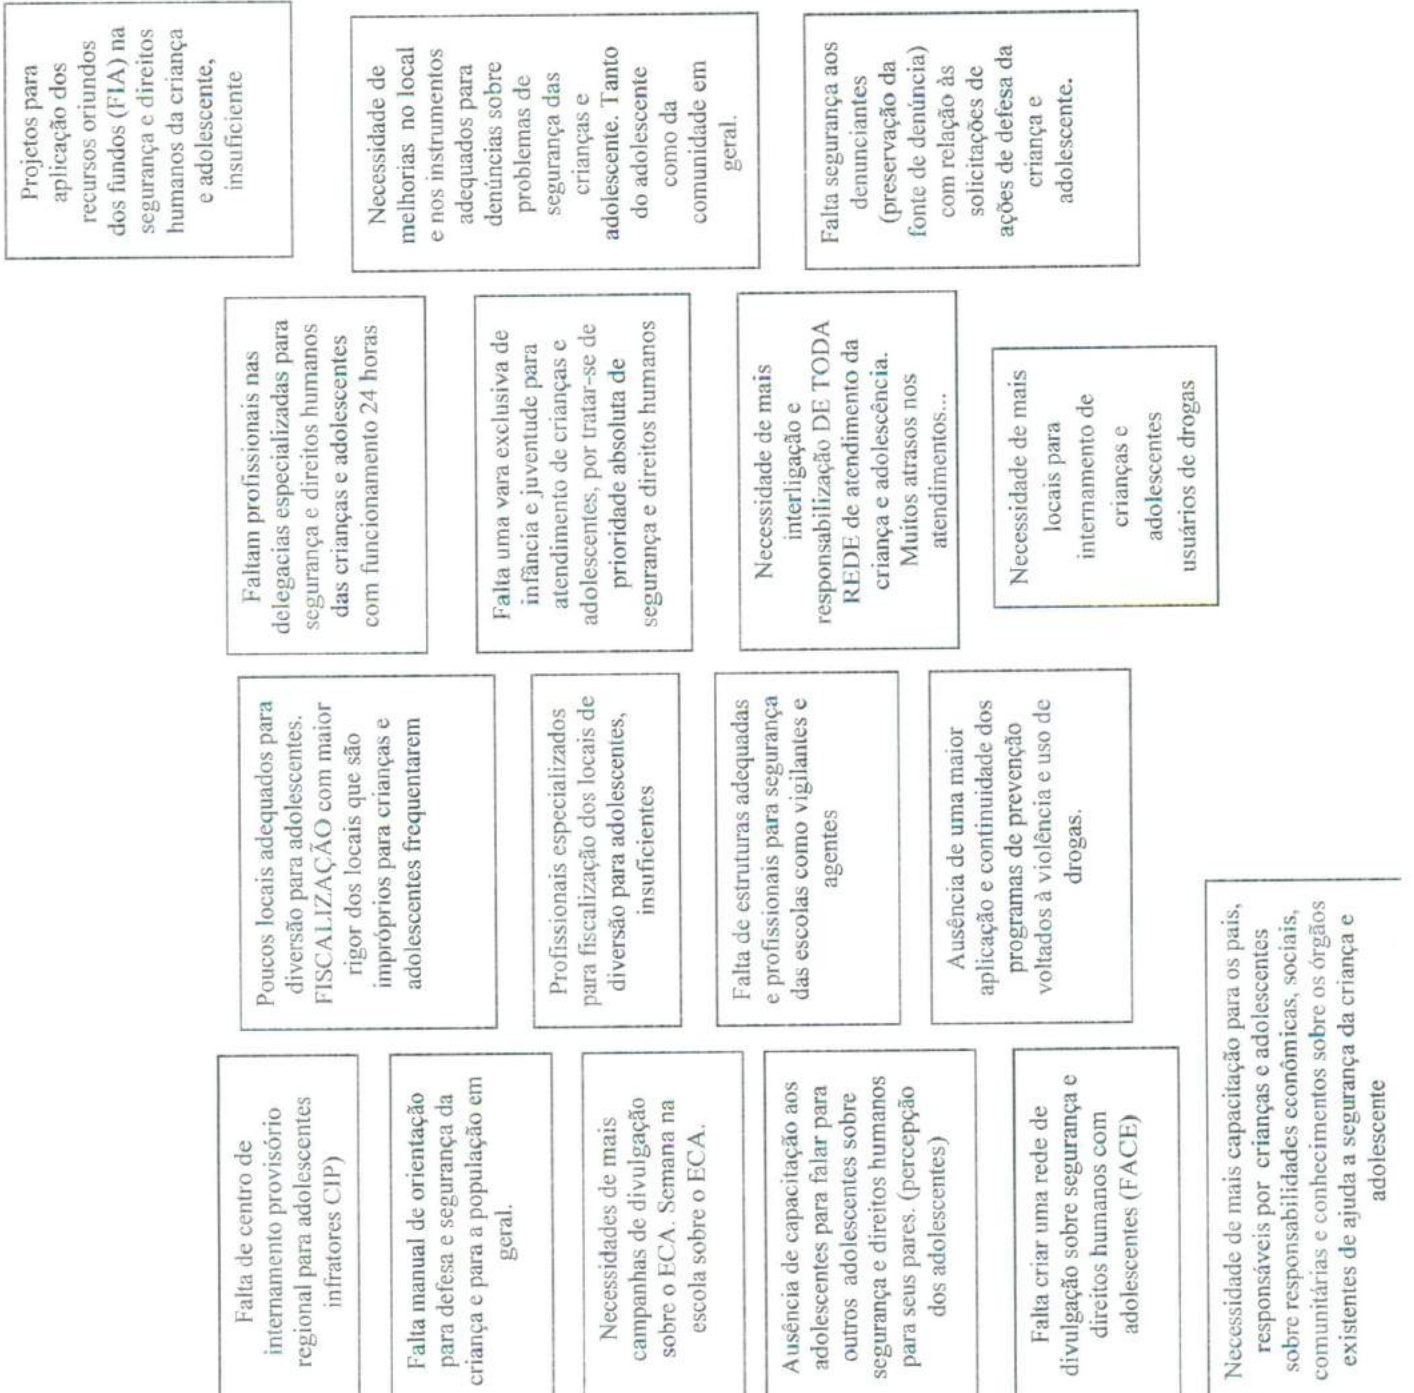 Falta de centro de
internamento provisório
regional para adolescentes
infratores CIP)
Falta manual de orientação
para defesa e segurança da
criança e para a população em
geral.
Necessidades de mais
campanhas de divulgação
sobre o ECA. Semana na
escola sobre o ECA.
Ausência de capacitação aos
adolescentes para falar para
outros adolescentes sobre
segurança e direitos humanos
para seus pares. (percepção
dos adolescentes)
Falta criar uma rede de
divulgação sobre segurança e
direitos humanos com
adolescentes (FACE)
Necessidade de mais capacitação para os pais,
responsáveis por crianças e adolescentes
sobre responsabilidades econômicas, sociais,
comunitárias e conhecimentos sobre os órgãos
existentes de ajuda a segurança da criança e
adolescente
Poucos locais adequados para
diversão para adolescentes.
FISCALIZAÇÃO com maior
rigor dos locais que são
impróprios para crianças e
adolescentes frequentarem
Profissionais especializados
para fiscalização dos locais de
diversão para adolescentes,
insuficientes
Falta de estruturas adequadas
e profissionais para segurança
das escolas como vigilantes e
agentes
Ausência de uma maior
aplicação e continuidade dos
programas de prevenção
voltados à violência e uso de
drogas.
Faltam profissionais nas
delegacias especializadas para
segurança e direitos humanos
das crianças e adolescentes
com funcionamento 24 horas
Falta uma vara exclusiva de
infância e juventude para
atendimento de crianças e
adolescentes, por tratar-se de
prioridade absoluta de
segurança e direitos humanos
Necessidade de mais
interligação e
responsabilização DE TODA
REDE de atendimento da
criança e adolescência.
Muitos atrasos nos
atendimentos...
Necessidade de mais
locais para
internamento de
crianças e
adolescentes
usuários de drogas
Projetos para
aplicação dos
recursos oriundos
dos fundos (FIA) na
segurança e direitos
humanos da criança
e adolescente,
insuficiente
Necessidade de
melhorias no local
e nos instrumentos
adequados para
denúncias sobre
problemas de
segurança das
crianças e
adolescente. Tanto
do adolescente
como da
comunidade em
geral.
Falta segurança aos
denunciantes
(preservação da
fonte de denúncia)
com relação às
solicitações de
ações de defesa da
criança e
adolescente.